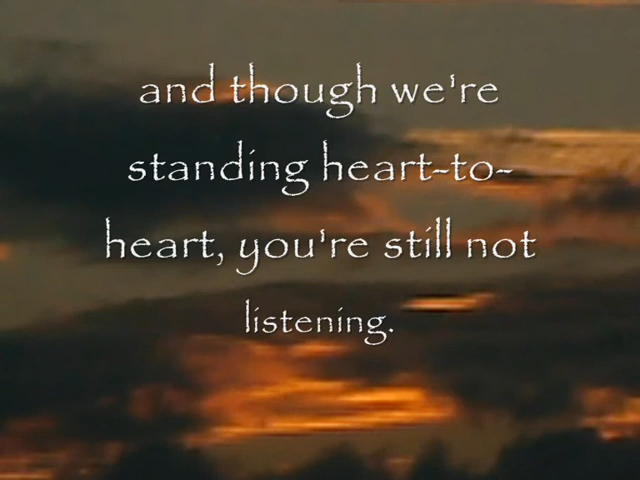 and though we're
standing heart-to-
heart, you're still not
listening.